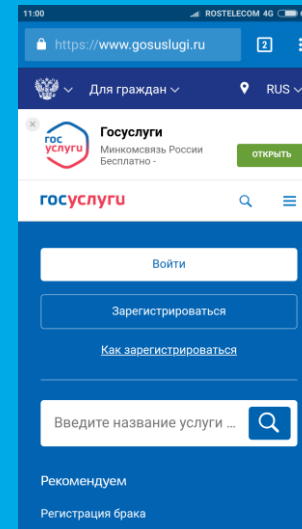 11:00 ROSTELECOM 4G
https://www.gosuslugi.ru 2
Для граждан RUS
гос
услуги
Госуслуги
Минкомсвязь России
Бесплатно -
ОТКРЫТЬ
госуслуги
Войти
Зарегистрироваться
Как зарегистрироваться
Введите название услуги ...
Рекомендуем
Регистрация брака